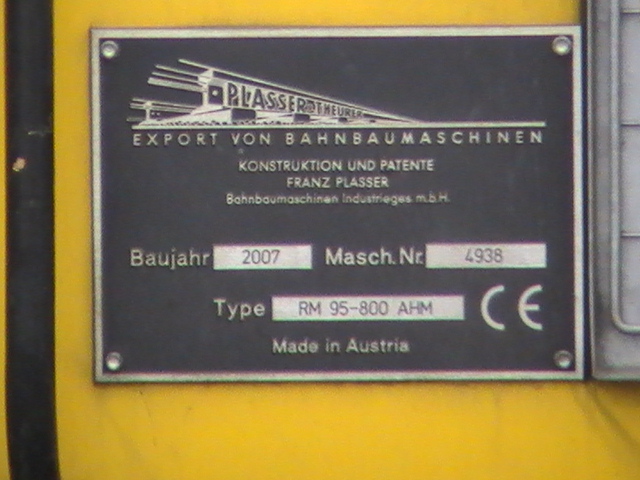 PLASSER & THEURER
EXPORT VON BAHNBAUMASCHINEN
KONSTRUKTION UND PATENTE
FRANZ PLASSER
Bahnbaumaschinen Industrieges.m.b.H.
Baujahr 2007 Masch.Nr. 4938
Type RM 95-800 AHM CE
Made in Austria